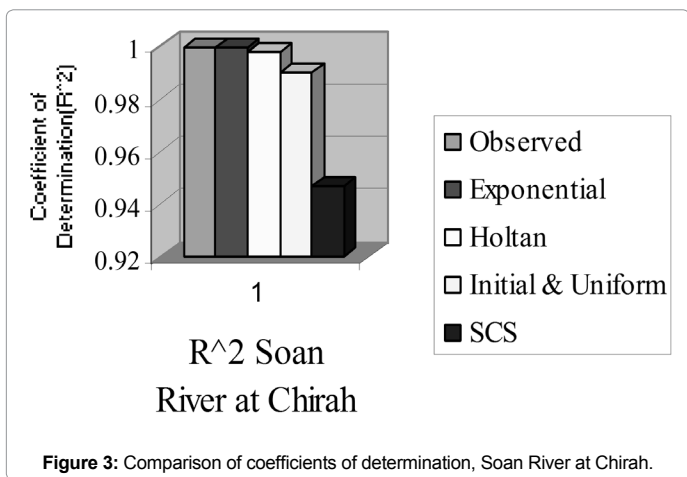 Coefficient of
Determination(R^2)
1
0.98
0.96
0.94
0.92
1
R^2 Soan
River at Chirah
Observed
Exponential
Holtan
Initial & Uniform
SCS
Figure 3: Comparison of coefficients of determination, Soan River at Chirah.